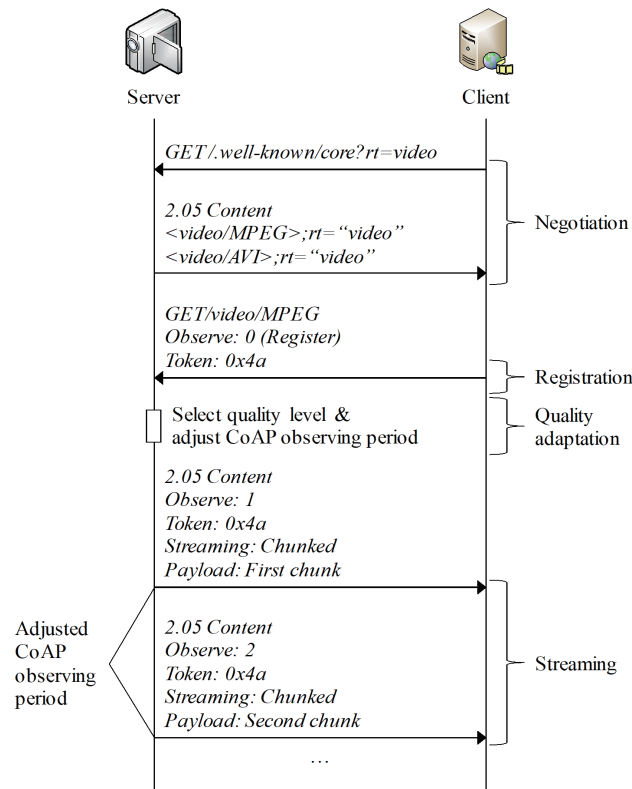 Server
Client
GET/.well-known/core?rt=video
2.05 Content
<video/MPEG>;rt=“video”
<video/AVI>;rt=“video”
Negotiation
GET/video/MPEG
Observe: 0 (Register)
Token: 0x4a
Registration
Select quality level &
adjust CoAP observing period
Quality
adaptation
2.05 Content
Observe: 1
Token: 0x4a
Streaming: Chunked
Payload: First chunk
Adjusted
CoAP
observing
period
2.05 Content
Observe: 2
Token: 0x4a
Streaming: Chunked
Payload: Second chunk
Streaming
…